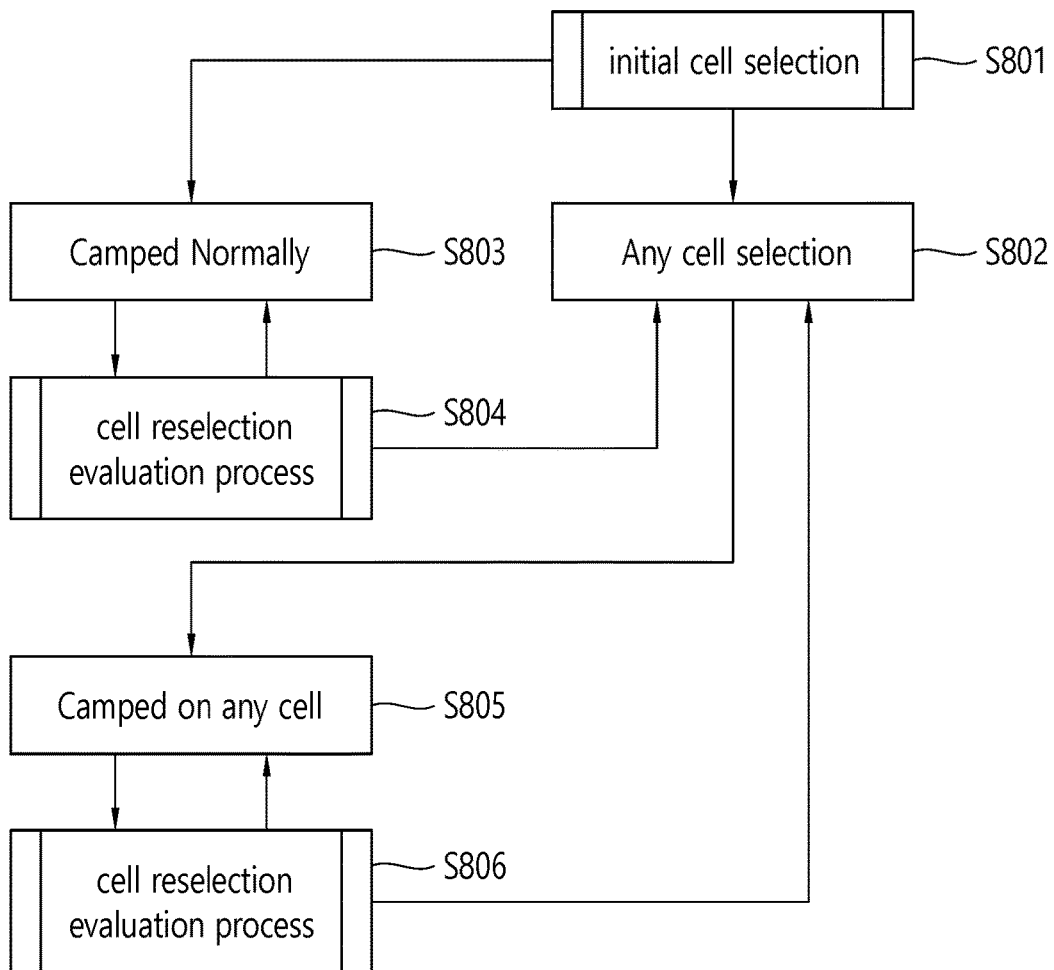 initial cell selection
S801
Camped Normally
S803
Any cell selection
S802
cell reselection
evaluation process
S804
Camped on any cell
S805
cell reselection
evaluation process
S806